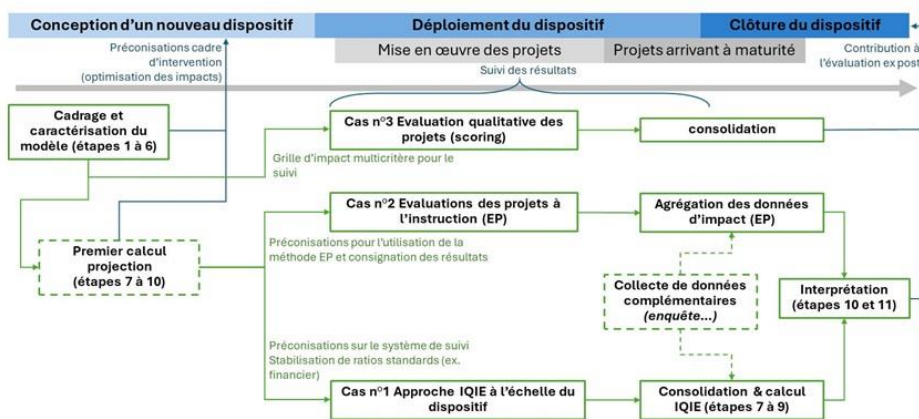 Conception d'un nouveau dispositif
Déploiement du dispositif
Clôture du dispositif
Préconisations cadre
d'intervention
(optimisation des impacts)
Mise en œuvre des projets
Projets arrivant à maturité
Contribution à
l'évaluation ex post
Suivi des résultats
Cadrage et
caractérisation du
modèle (étapes 1 à 6)
Cas n°3 Evaluation qualitative des
projets (scoring)
consolidation
Grille d'impact multicritère pour le
suivi
Cas n°2 Evaluations des projets à
l'instruction (EP)
Agrégation des données
d'impact (EP)
Premier calcul
projection
(étapes 7 à 10)
Préconisations pour l'utilisation de la
méthode EP et consignation des résultats
Collecte de données
complémentaires
(enquête...)
Interprétation
(étapes 10 et 11)
Préconisations sur le système de suivi
Stabilisation de ratios standards (ex.
financier)
Cas n°1 Approche IQIE à l'échelle du
dispositif
Consolidation & calcul
IQIE (étapes 7 à 9)